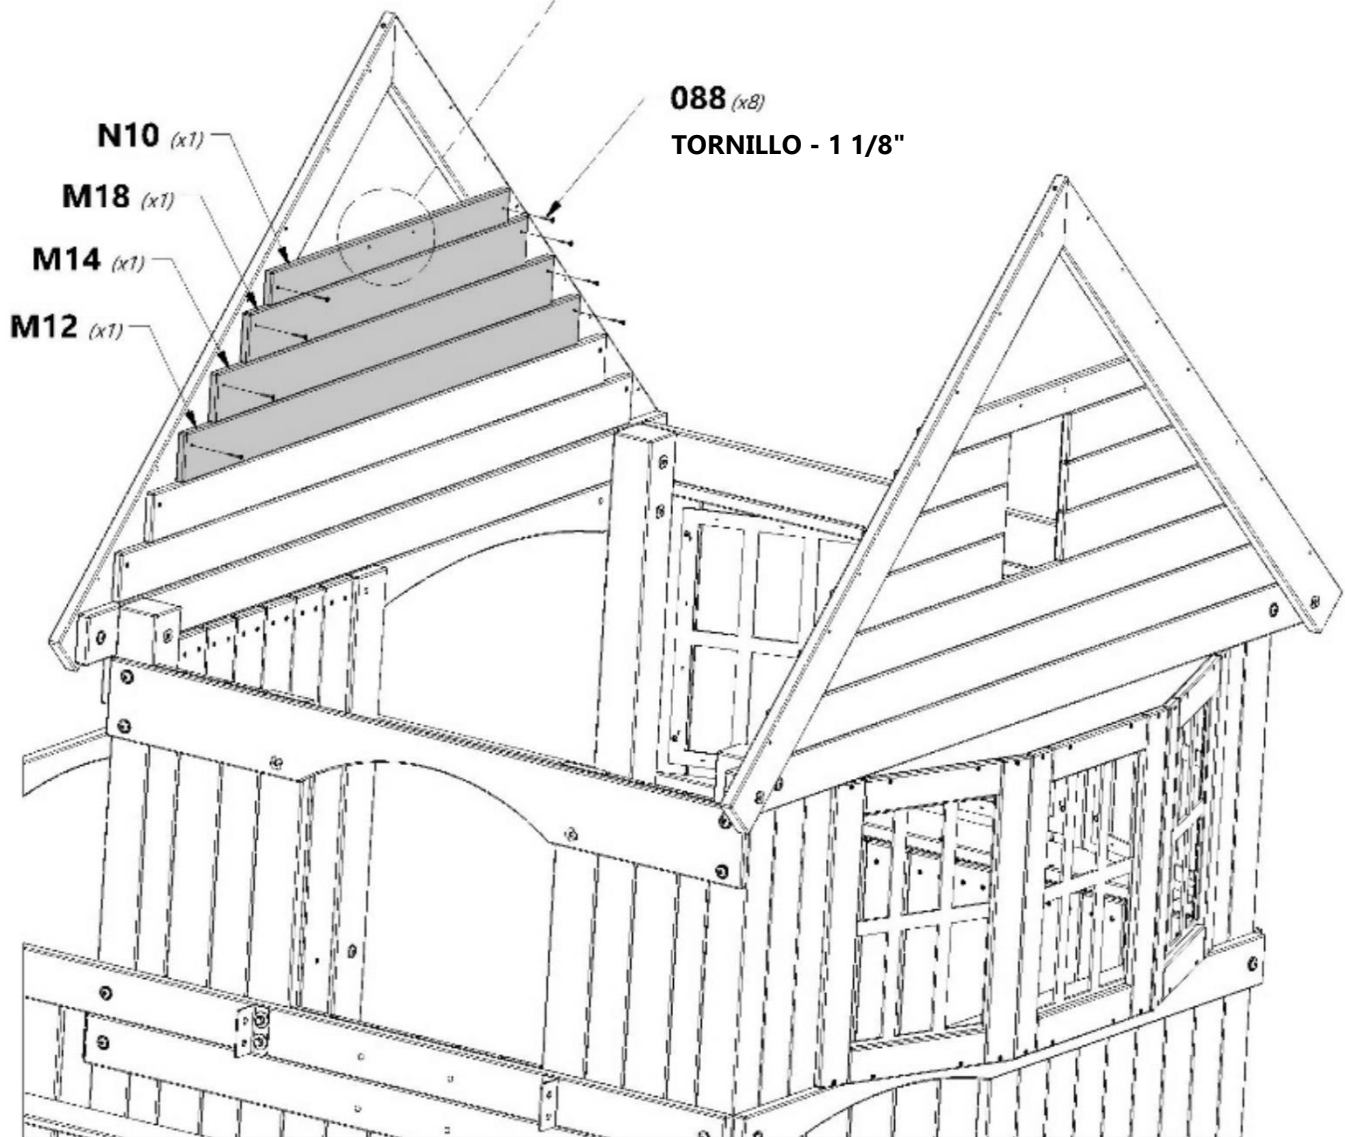 088 (x8)
TORNILLO - 1 1/8"
N10 (x1)
M18 (x1)
M14 (x1)
M12 (x1)